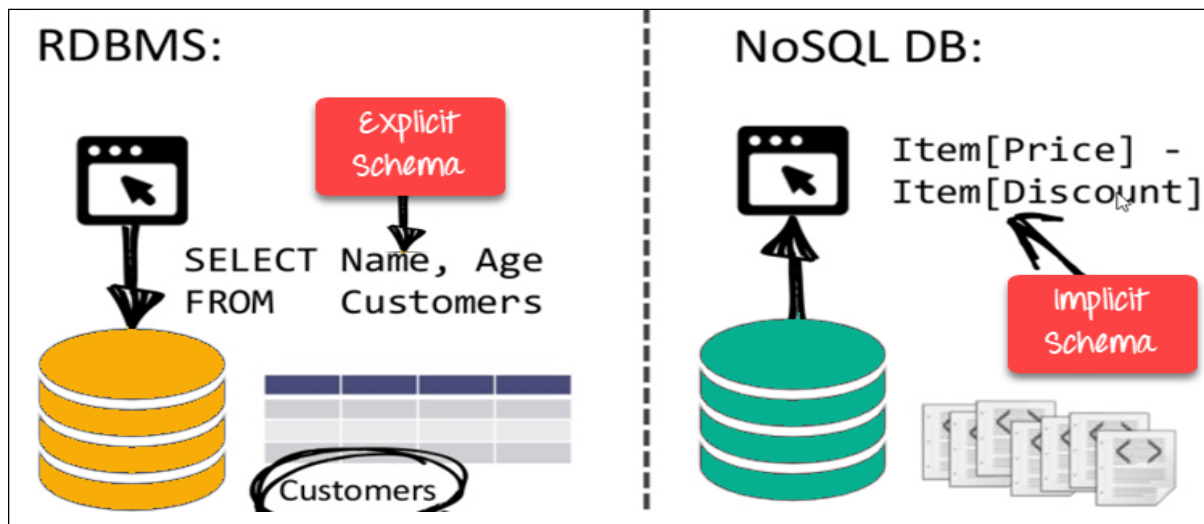 RDBMS:
Explicit
Schema
SELECT Name, Age
FROM Customers
Customers
NoSQL DB:
Item[Price] -
Item[Discount]
Implicit
Schema
< >
< >
< >
< >
< >
< >
< >